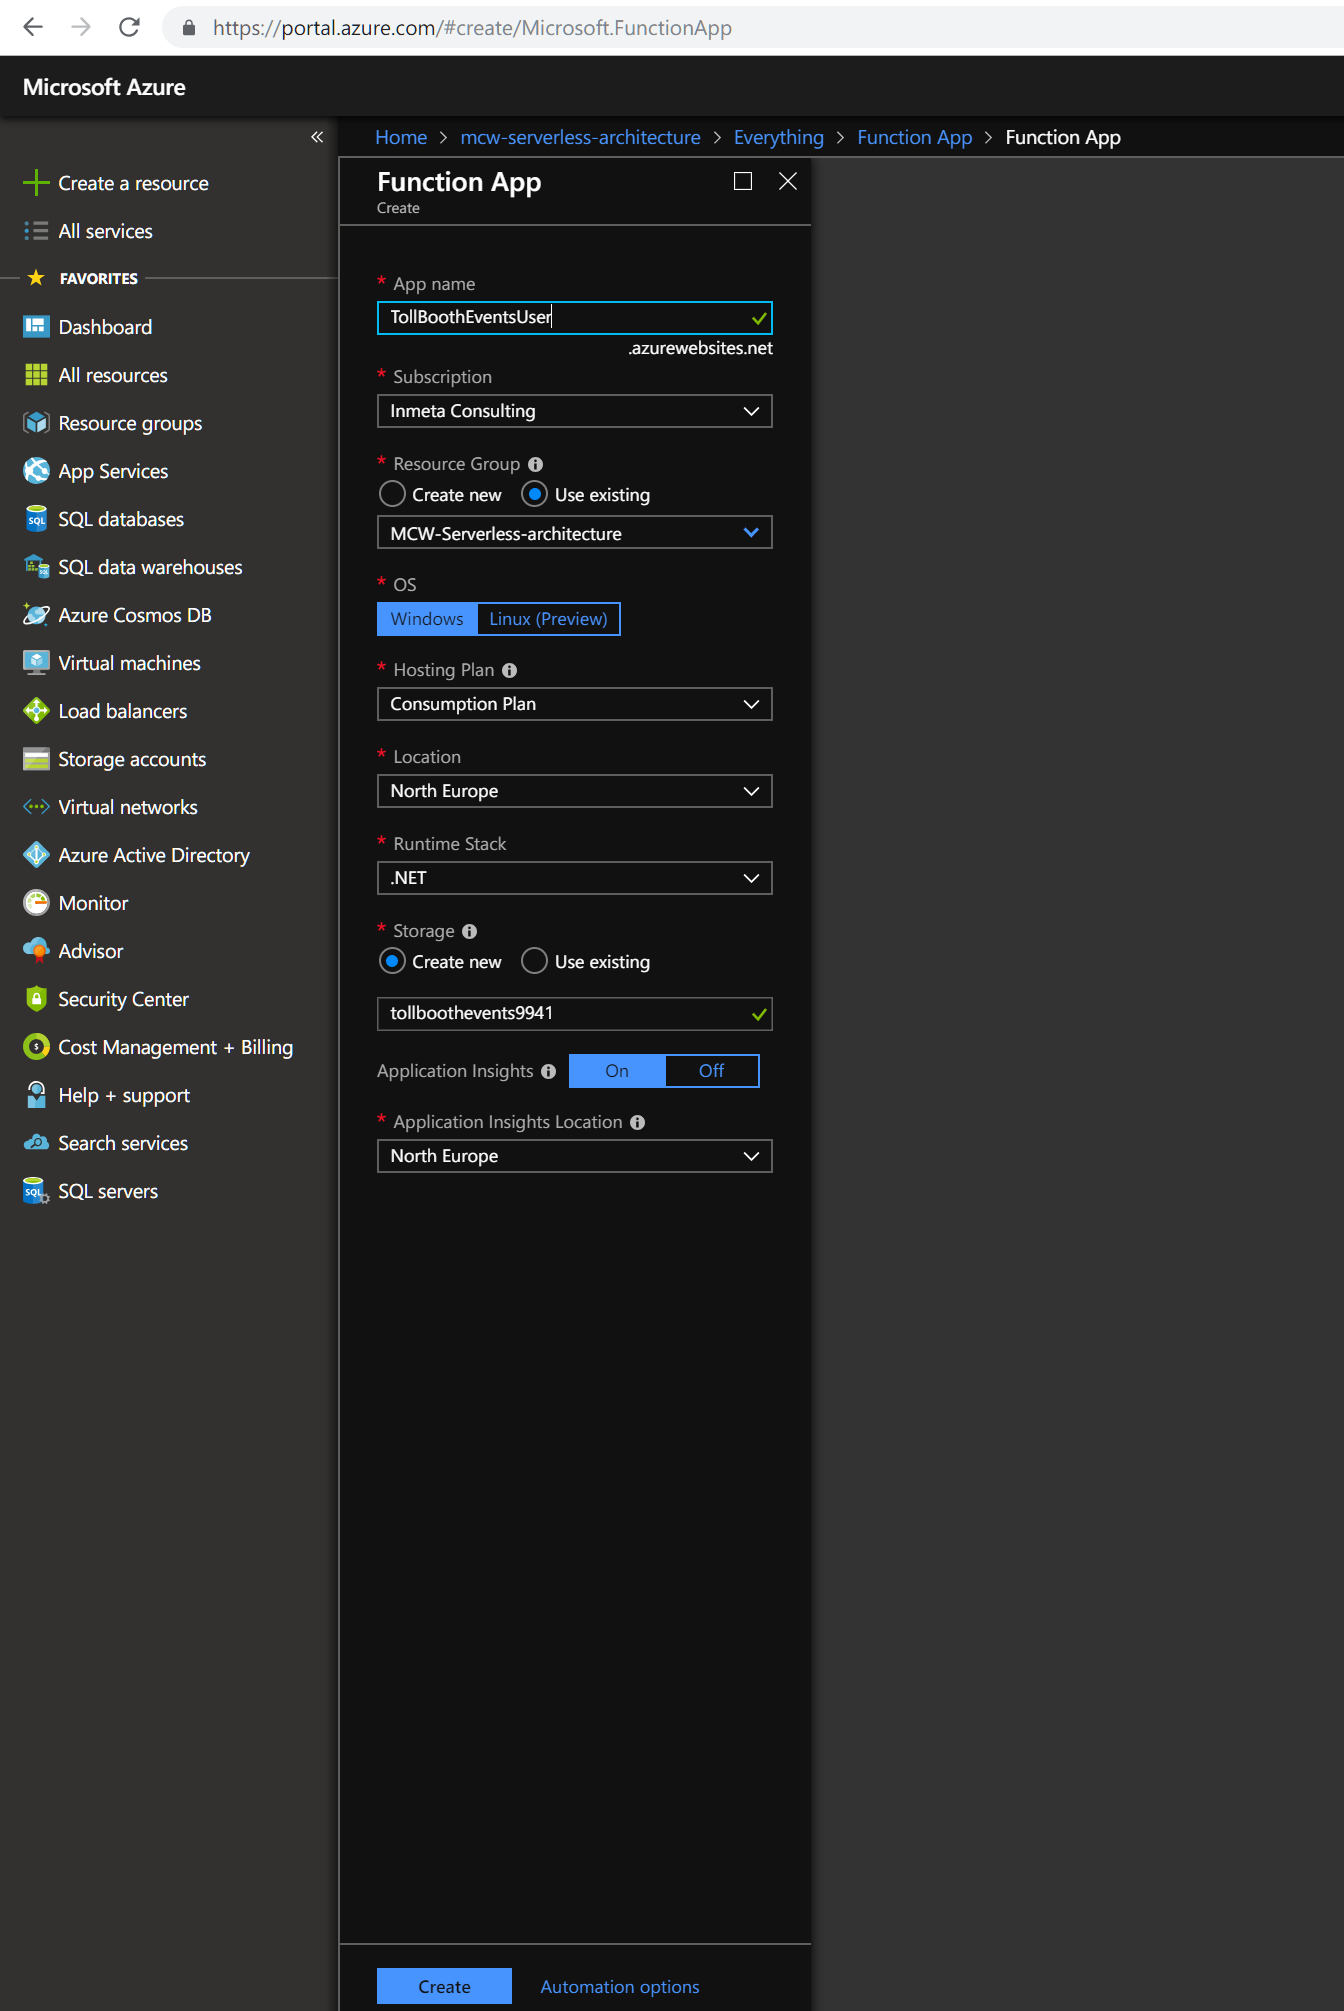 https://portal.azure.com/#create/Microsoft.FunctionApp
Microsoft Azure
«
Create a resource
All services
FAVORITES
Dashboard
All resources
Resource groups
App Services
SQL databases
SQL data warehouses
Azure Cosmos DB
Virtual machines
Load balancers
Storage accounts
Virtual networks
Azure Active Directory
Monitor
Advisor
Security Center
Cost Management + Billing
Help + support
Search services
SQL servers
Home > mcw-serverless-architecture > Everything > Function App > Function App
Function App
Create
* App name
TollBoothEventsUser
.azurewebsites.net
* Subscription
Inmeta Consulting
* Resource Group
Create new Use existing
MCW-Serverless-architecture
* OS
Windows Linux (Preview)
* Hosting Plan
Consumption Plan
* Location
North Europe
* Runtime Stack
.NET
* Storage
Create new Use existing
tollboothevents9941
Application Insights On Off
* Application Insights Location
North Europe
Create Automation options